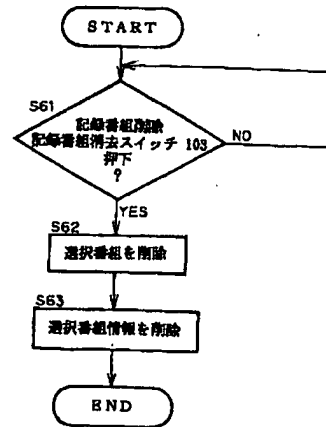 START
S61
記録番組削除
記録番組消去スイッチ 103
押下
?
NO
YES
S62
選択番組を削除
S63
選択番組情報を削除
END